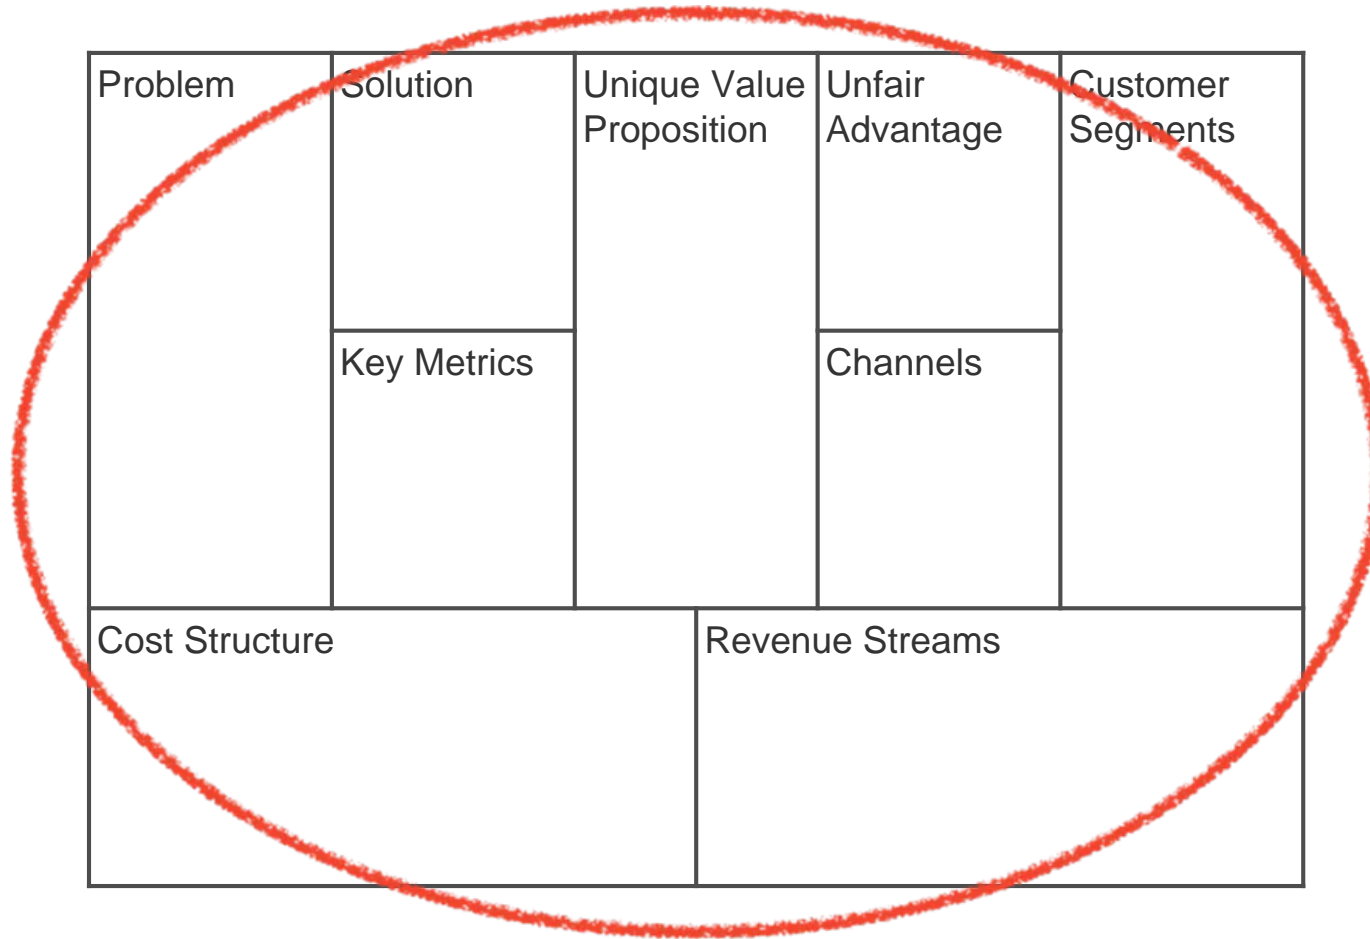 Problem
Solution
Unique Value
Proposition
Unfair
Advantage
Customer
Segments
Key Metrics
Channels
Cost Structure
Revenue Streams